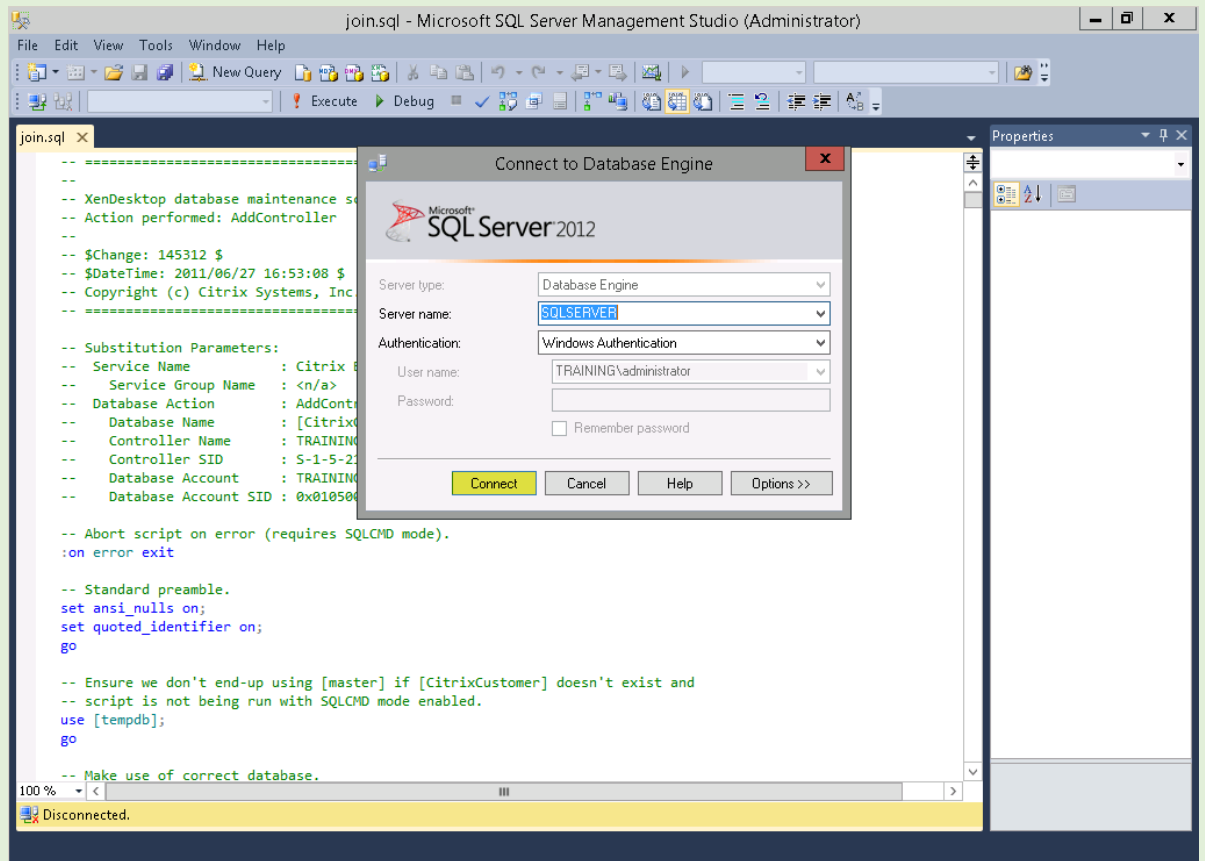 join.sql - Microsoft SQL Server Management Studio (Administrator)
File Edit View Tools Window Help
New Query
Execute Debug
join.sql
-- ==================================
--
-- XenDesktop database maintenance
-- Action performed: AddController
--
-- $Change: 145312 $
-- $DateTime: 2011/06/27 16:53:08 $
-- Copyright (c) Citrix Systems, Inc
-- ==================================
-- Substitution Parameters:
-- Service Name : Citrix
-- Service Group Name : <n/a>
-- Database Action : AddContr
-- Database Name : [Citrix
-- Controller Name : TRAINING
-- Controller SID : S-1-5-21
-- Database Account : TRAINING
-- Database Account SID : 0x010500
-- Abort script on error (requires SQLCMD mode).
:on error exit
-- Standard preamble.
set ansi_nulls on;
set quoted_identifier on;
go
-- Ensure we don't end-up using [master] if [CitrixCustomer] doesn't exist and
-- script is not being run with SQLCMD mode enabled.
use [tempdb];
go
-- Make use of correct database.
100 %
Disconnected.
Connect to Database Engine
Microsoft®
SQL Server® 2012
Server type: Database Engine
Server name: SQLSERVER
Authentication: Windows Authentication
User name: TRAINING\administrator
Password:
Remember password
Connect Cancel Help Options >>
Properties